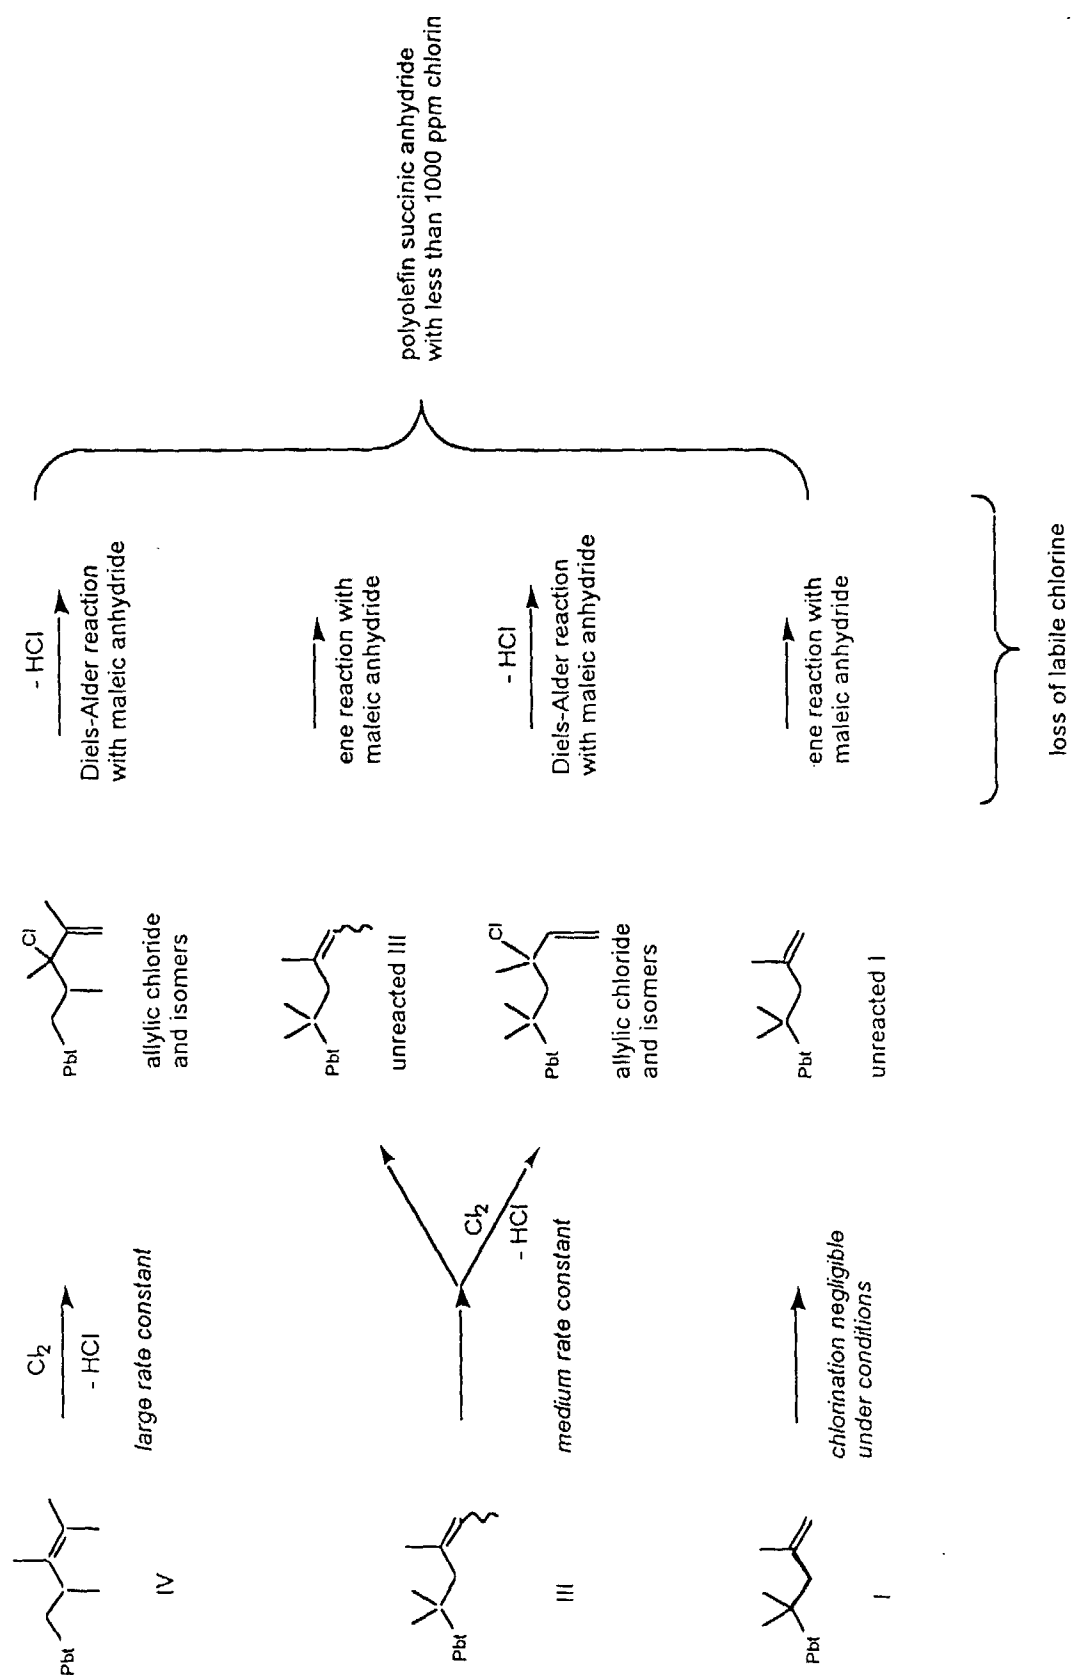 Pbt
IV
Cl₂
- HCl
large rate constant
Pbt
Cl
allylic chloride
and isomers
- HCl
Diels-Alder reaction
with maleic anhydride
Pbt
III
Cl₂
- HCl
medium rate constant
Pbt
unreacted III
ene reaction with
maleic anhydride
Pbt
Cl
allylic chloride
and isomers
- HCl
Diels-Alder reaction
with maleic anhydride
Pbt
I
chlorination negligible
under conditions
Pbt
unreacted I
ene reaction with
maleic anhydride
loss of labile chlorine
polyolefin succinic anhydride
with less than 1000 ppm chlorin